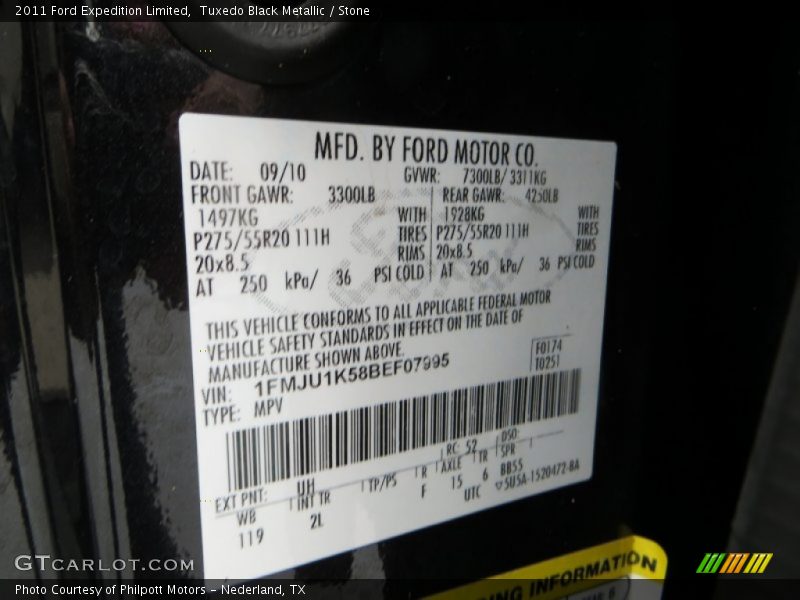 2011 Ford Expedition Limited,  Tuxedo Black Metallic / Stone
MFD. BY FORD MOTOR CO.
DATE: 09/10 GVWR: 7300LB/ 3311KG
FRONT GAWR: 3300LB REAR GAWR: 4250LB
1497KG WITH 1928KG WITH
P275/55R20 111H TIRES P275/55R20 111H TIRES
20x8.5 RIMS 20x8.5 RIMS
AT 250 kPa/ 36 PSI COLD AT 250 kPa/ 36 PSI COLD
THIS VEHICLE CONFORMS TO ALL APPLICABLE FEDERAL MOTOR
VEHICLE SAFETY STANDARDS IN EFFECT ON THE DATE OF
MANUFACTURE SHOWN ABOVE.
F0174
T0251
VIN: 1FMJU1K58BEF07995
TYPE: MPV
EXT PNT: UH RC: 52 DSO:
WB INT TR TP/PS R AXLE TR SPR
119 2L F 15 6 BB55
UTC 5U5A-1520472-BA
ING INFORMATION
GTCARLOT.COM
Photo Courtesy of Philpott Motors – Nederland, TX